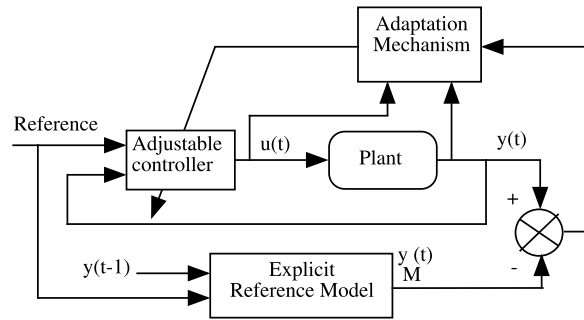 Adaptation
Mechanism
Reference
Adjustable
controller
u(t)
Plant
y(t)
+
-
y(t-1)
Explicit
Reference Model
y (t)
M